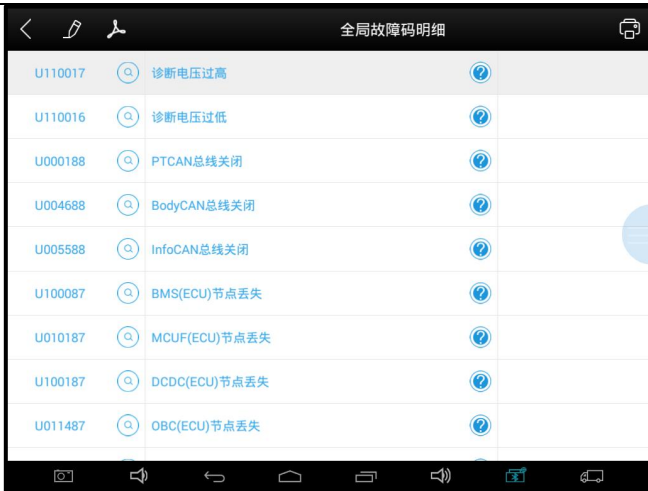 全局故障码明细
U110017 诊断电压过高
U110016 诊断电压过低
U000188 PTCAN总线关闭
U004688 BodyCAN总线关闭
U005588 InfoCAN总线关闭
U100087 BMS(ECU)节点丢失
U010187 MCUF(ECU)节点丢失
U100187 DCDC(ECU)节点丢失
U011487 OBC(ECU)节点丢失